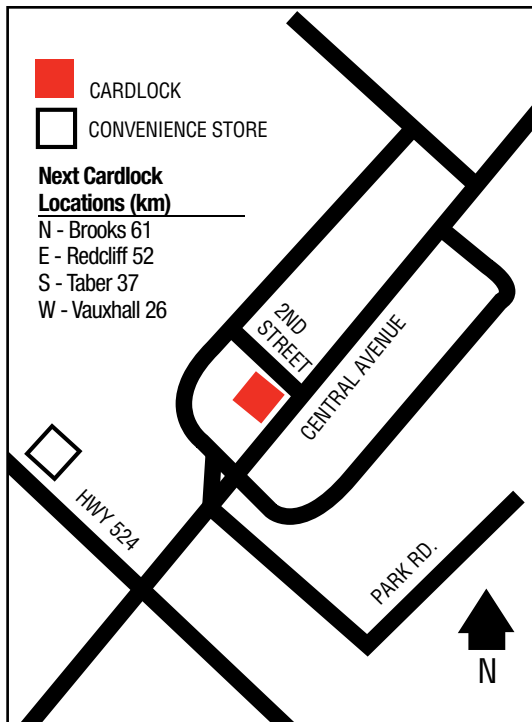 CARDLOCK
CONVENIENCE STORE
Next Cardlock
Locations (km)
N - Brooks 61
E - Redcliff 52
S - Taber 37
W - Vauxhall 26
2ND
STREET
CENTRAL AVENUE
HWY 524
PARK RD.
N